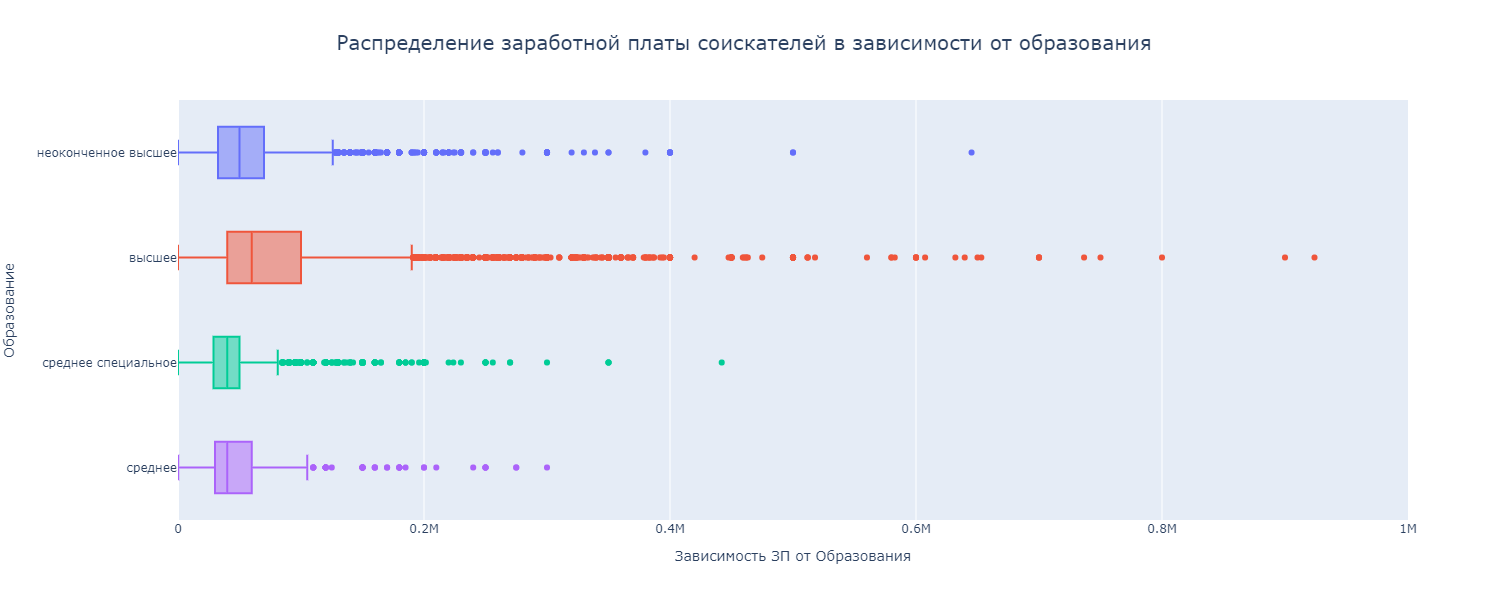 Распределение заработной платы соискателей в зависимости от образования
Образование
неоконченное высшее
высшее
среднее специальное
среднее
0 0.2M 0.4M 0.6M 0.8M 1M
Зависимость ЗП от Образования